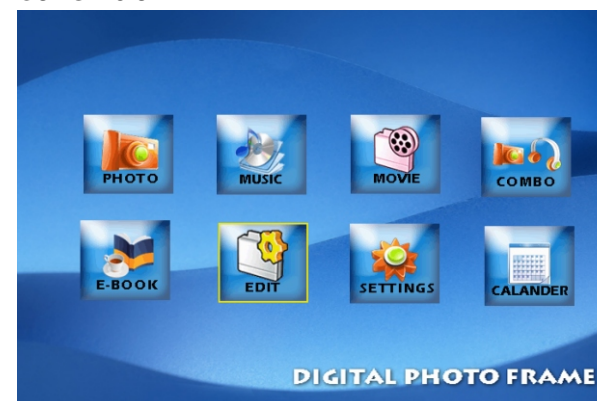 PHOTO MUSIC MOVIE COMBO
E-BOOK EDIT SETTINGS CALANDER
DIGITAL PHOTO FRAME